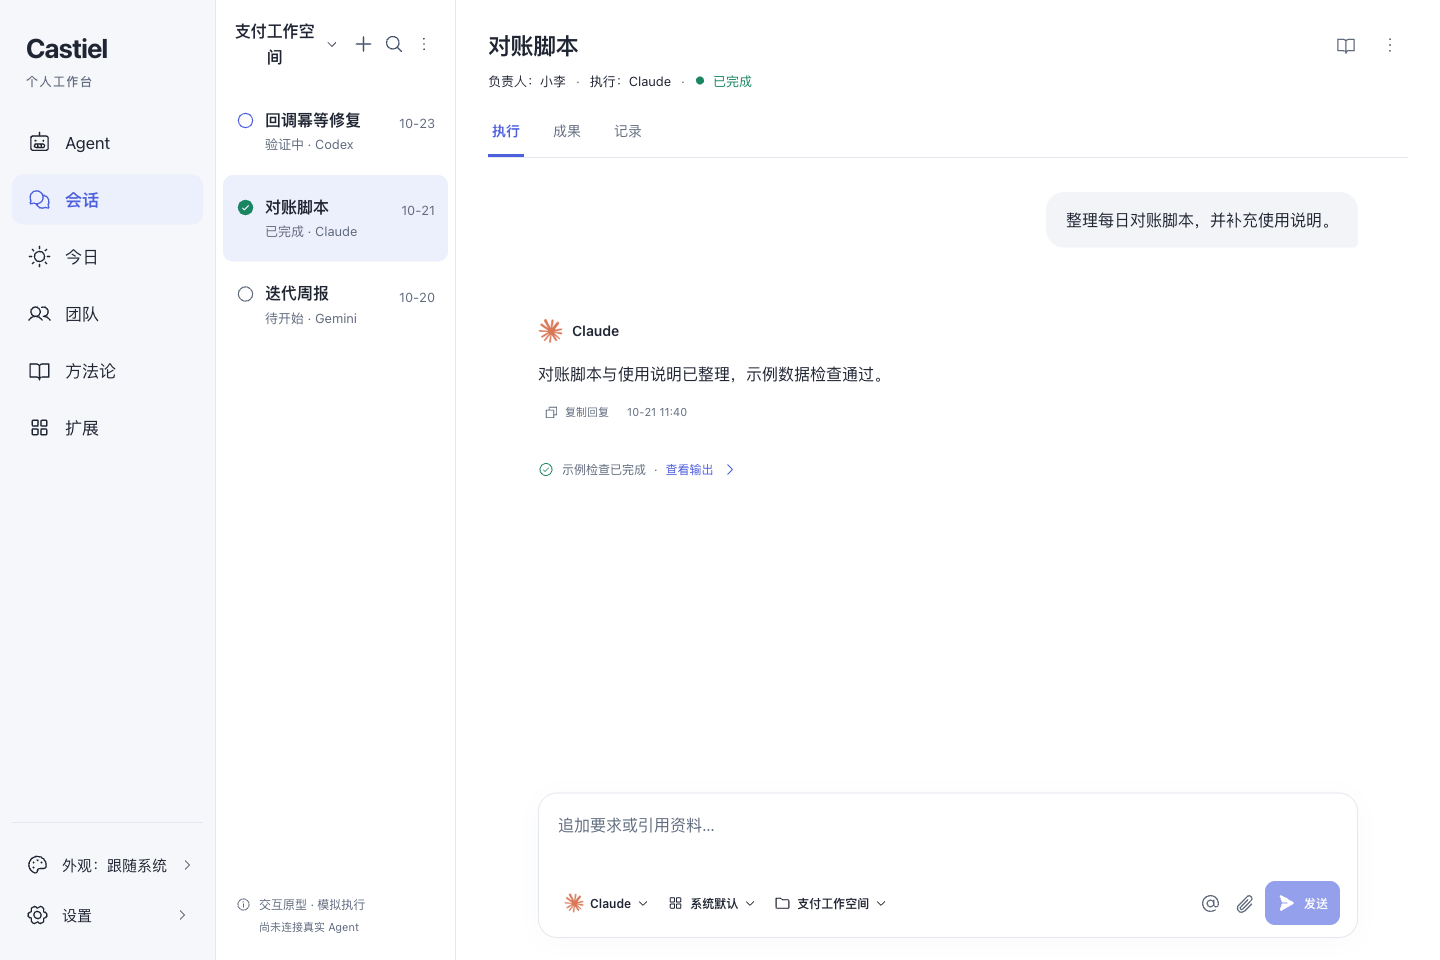 Castiel
个人工作台
Agent
会话
今日
团队
方法论
扩展
外观：跟随系统
设置
支付工作空
间
回调幂等修复
10-23
验证中 · Codex
对账脚本
10-21
已完成 · Claude
迭代周报
10-20
待开始 · Gemini
交互原型 · 模拟执行
尚未连接真实 Agent
对账脚本
负责人：小李 · 执行：Claude · 已完成
执行 成果 记录
整理每日对账脚本，并补充使用说明。
Claude
对账脚本与使用说明已整理，示例数据检查通过。
复制回复 10-21 11:40
示例检查已完成 · 查看输出
追加要求或引用资料...
Claude 系统默认 支付工作空间 发送